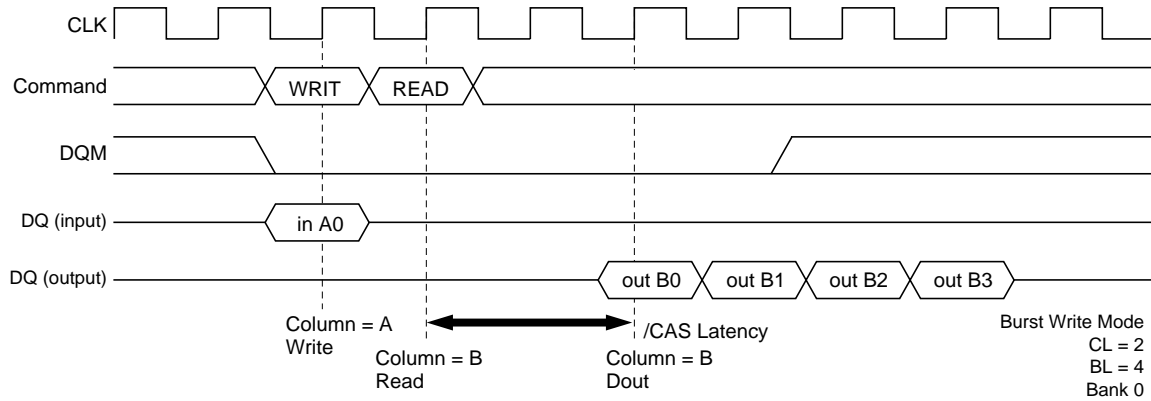 CLK
Command WRIT READ
DQM
DQ (input) in A0
DQ (output) out B0 out B1 out B2 out B3
Column = A
Write
Column = B
Read
/CAS Latency
Column = B
Dout
Burst Write Mode
CL = 2
BL = 4
Bank 0